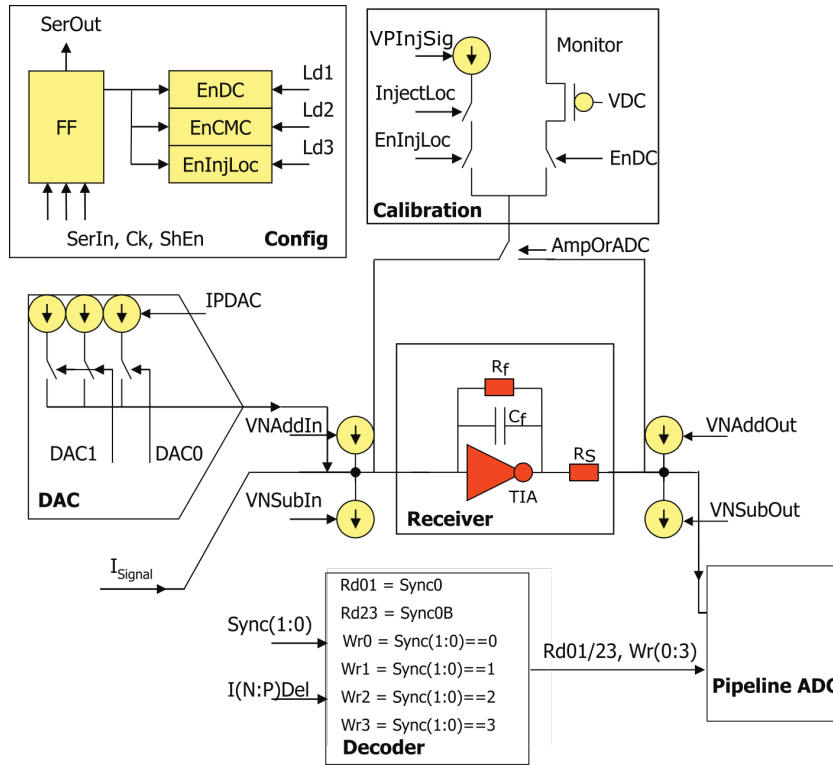 SerOut
FF
EnDC
EnCMC
EnInjLoc
Ld1
Ld2
Ld3
SerIn, Ck, ShEn
Config
VPInjSig
Monitor
InjectLoc
VDC
EnInjLoc
EnDC
Calibration
AmpOrADC
IPDAC
DAC1
DAC0
DAC
VNAddIn
VNSubIn
I Signal
Rf
Cf
TIA
RS
Receiver
VNAddOut
VNSubOut
Sync(1:0)
I(N:P)Del
Rd01 = Sync0
Rd23 = Sync0B
Wr0 = Sync(1:0)==0
Wr1 = Sync(1:0)==1
Wr2 = Sync(1:0)==2
Wr3 = Sync(1:0)==3
Decoder
Rd01/23, Wr(0:3)
Pipeline ADC